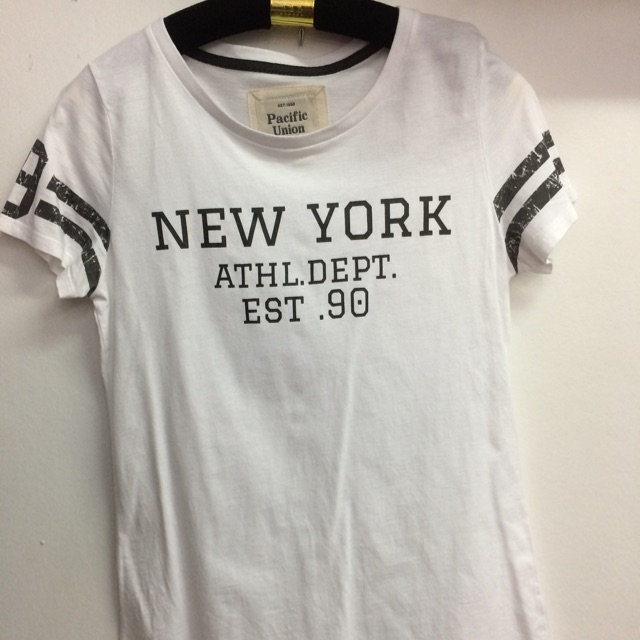 Pacific
Union
NEW YORK
ATHL.DEPT.
EST .90